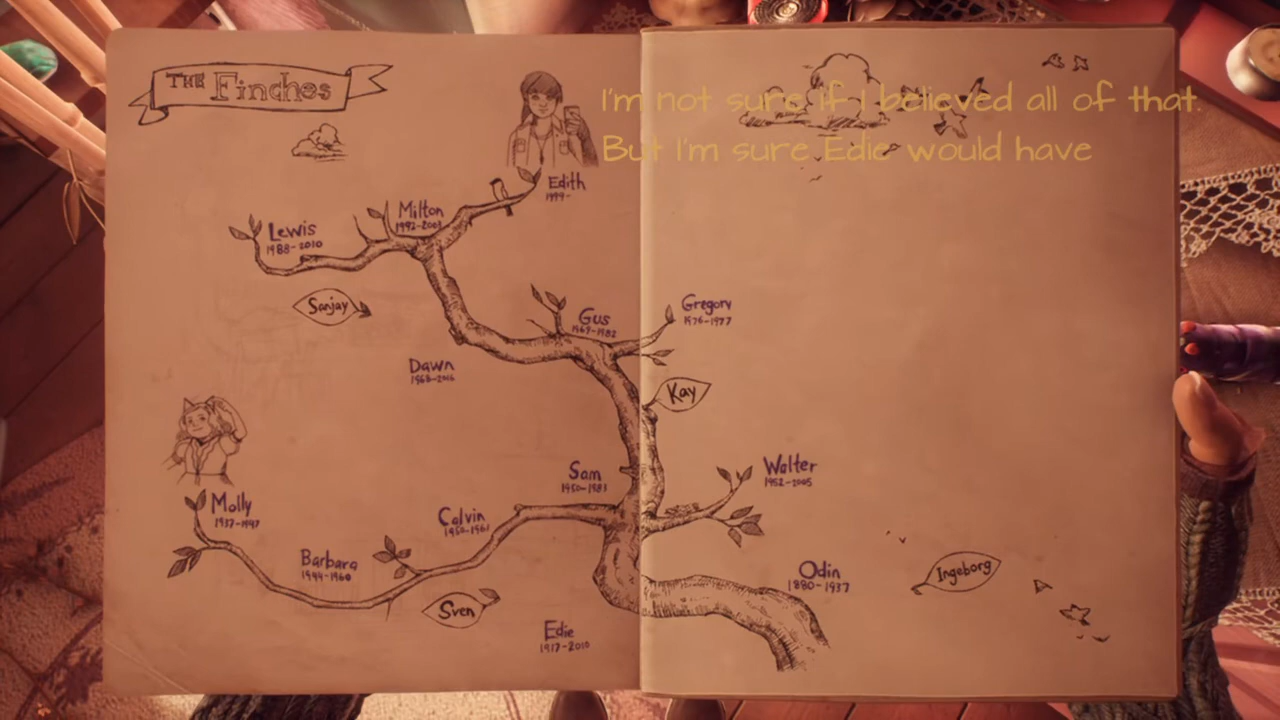 THE Finches
I'm not sure if I believed all of that.
But I'm sure Edie would have
Edith
1999-
Milton
1992-2003
Lewis
1988-2010
Sanjay
Gregory
1976-1977
Gus
1969-1982
Dawn
1968-2016
Kay
Sam
1950-1983
Walter
1952-2005
Molly
1937-1947
Calvin
1950-1961
Barbara
1944-1960
Sven
Odin
1880-1937
Ingeborg
Edie
1917-2010